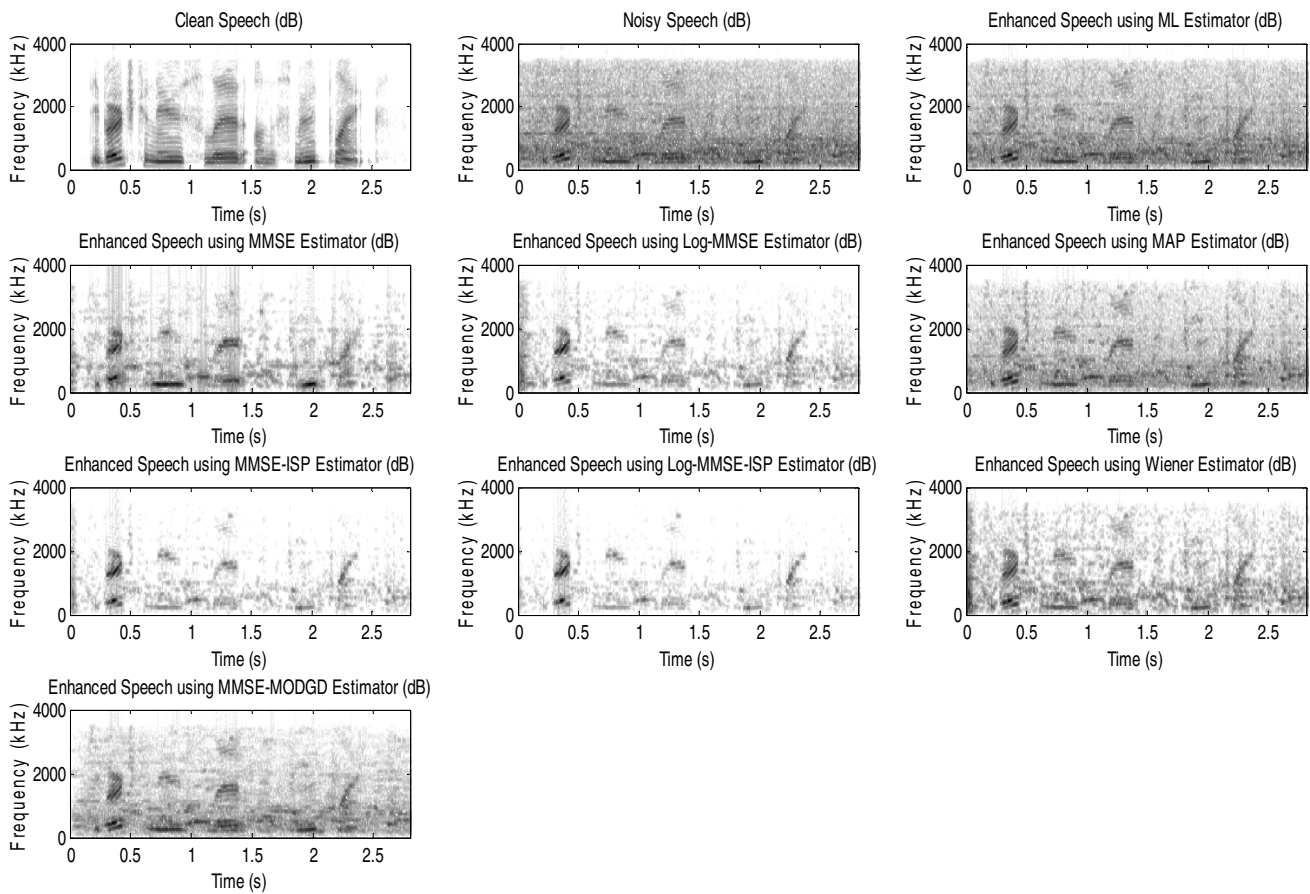 Clean Speech (dB)
Noisy Speech (dB)
Enhanced Speech using ML Estimator (dB)
Frequency (kHz)
4000
2000
0
0 0.5 1 1.5 2 2.5
Time (s)
Frequency (kHz)
4000
2000
0
0 0.5 1 1.5 2 2.5
Time (s)
Frequency (kHz)
4000
2000
0
0 0.5 1 1.5 2 2.5
Time (s)
Enhanced Speech using MMSE Estimator (dB)
Enhanced Speech using Log-MMSE Estimator (dB)
Enhanced Speech using MAP Estimator (dB)
Frequency (kHz)
4000
2000
0
0 0.5 1 1.5 2 2.5
Time (s)
Frequency (kHz)
4000
2000
0
0 0.5 1 1.5 2 2.5
Time (s)
Frequency (kHz)
4000
2000
0
0 0.5 1 1.5 2 2.5
Time (s)
Enhanced Speech using MMSE-ISP Estimator (dB)
Enhanced Speech using Log-MMSE-ISP Estimator (dB)
Enhanced Speech using Wiener Estimator (dB)
Frequency (kHz)
4000
2000
0
0 0.5 1 1.5 2 2.5
Time (s)
Frequency (kHz)
4000
2000
0
0 0.5 1 1.5 2 2.5
Time (s)
Frequency (kHz)
4000
2000
0
0 0.5 1 1.5 2 2.5
Time (s)
Enhanced Speech using MMSE-MODGD Estimator (dB)
Frequency (kHz)
4000
2000
0
0 0.5 1 1.5 2 2.5
Time (s)